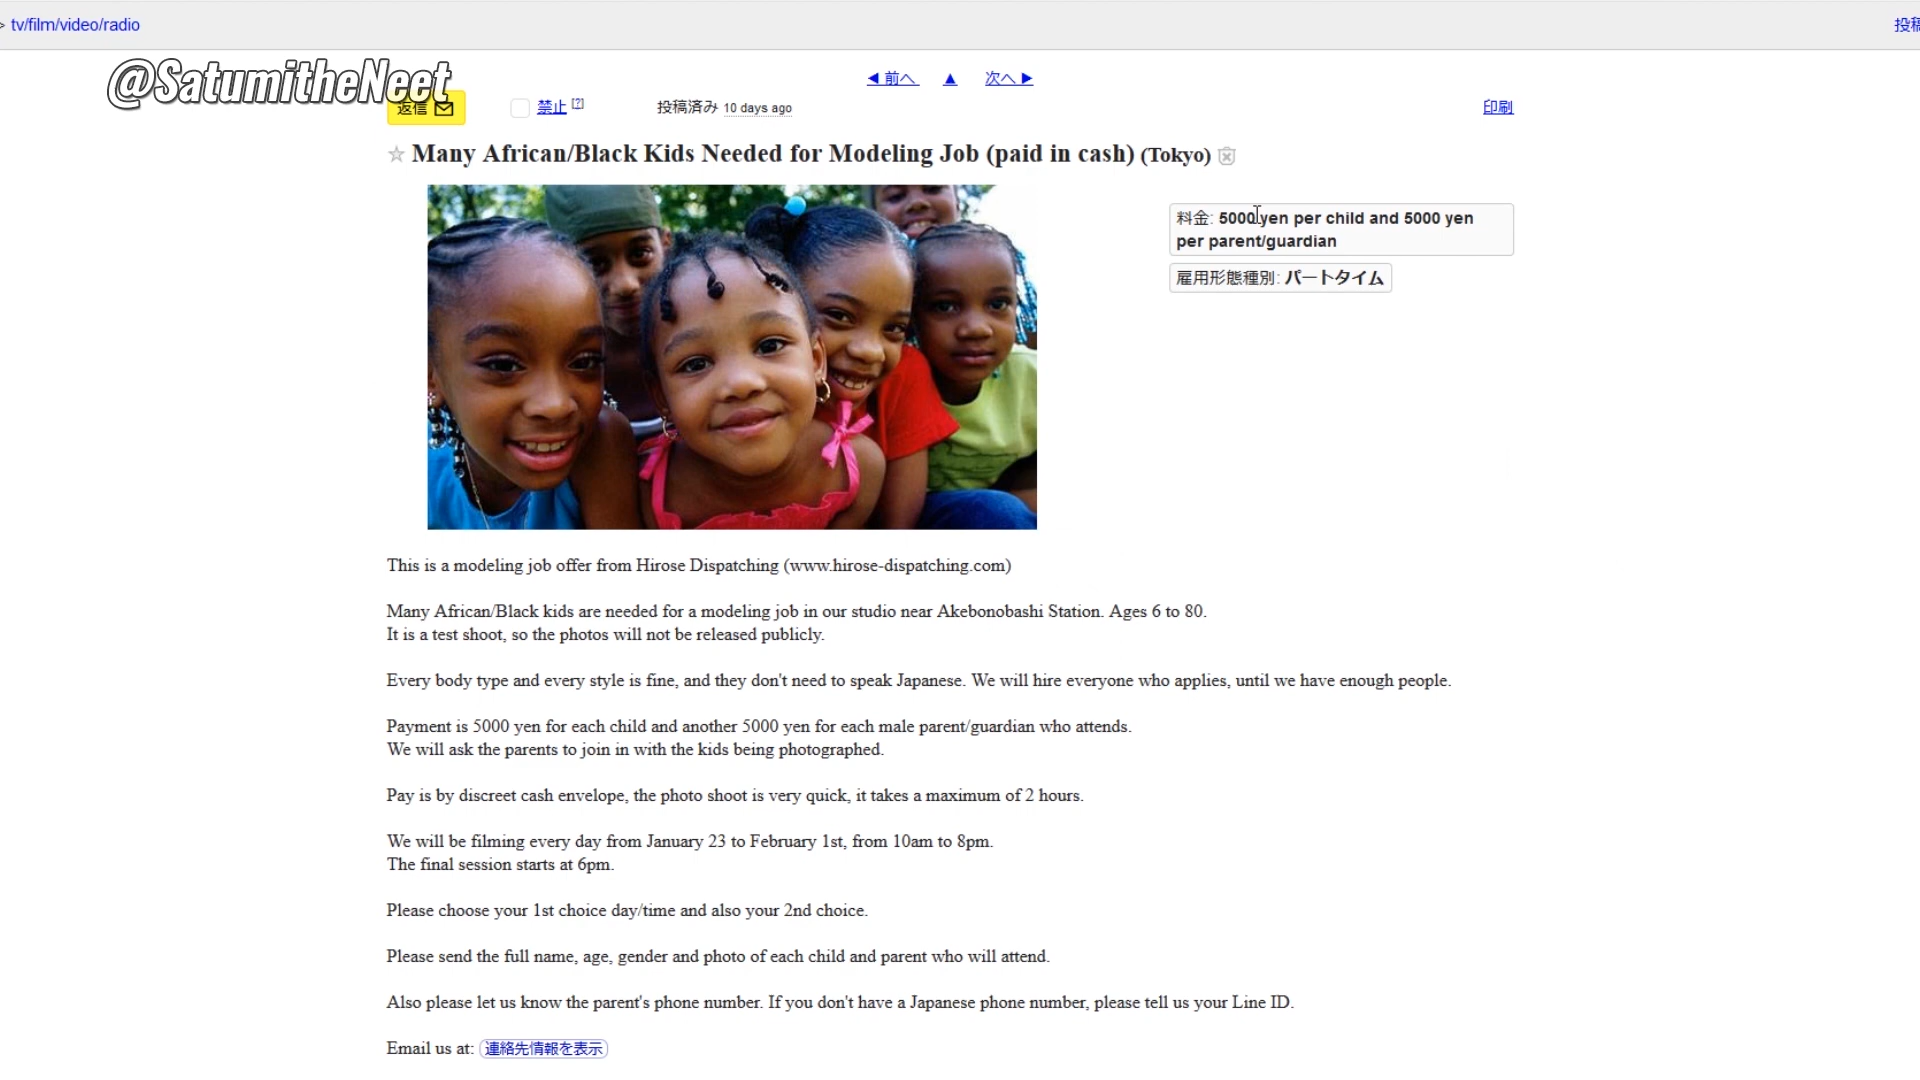 > tv/film/video/radio
@SatumitheNeet
◀ 前へ ▲ 次へ ▶
返信 禁止 [?] 投稿済み 10 days ago 印刷
☆ Many African/Black Kids Needed for Modeling Job (paid in cash) (Tokyo)
料金: 5000 yen per child and 5000 yen
per parent/guardian
雇用形態種別: パートタイム
This is a modeling job offer from Hirose Dispatching (www.hirose-dispatching.com)
Many African/Black kids are needed for a modeling job in our studio near Akebonobashi Station. Ages 6 to 80.
It is a test shoot, so the photos will not be released publicly.
Every body type and every style is fine, and they don't need to speak Japanese. We will hire everyone who applies, until we have enough people.
Payment is 5000 yen for each child and another 5000 yen for each male parent/guardian who attends.
We will ask the parents to join in with the kids being photographed.
Pay is by discreet cash envelope, the photo shoot is very quick, it takes a maximum of 2 hours.
We will be filming every day from January 23 to February 1st, from 10am to 8pm.
The final session starts at 6pm.
Please choose your 1st choice day/time and also your 2nd choice.
Please send the full name, age, gender and photo of each child and parent who will attend.
Also please let us know the parent's phone number. If you don't have a Japanese phone number, please tell us your Line ID.
Email us at: 連絡先情報を表示